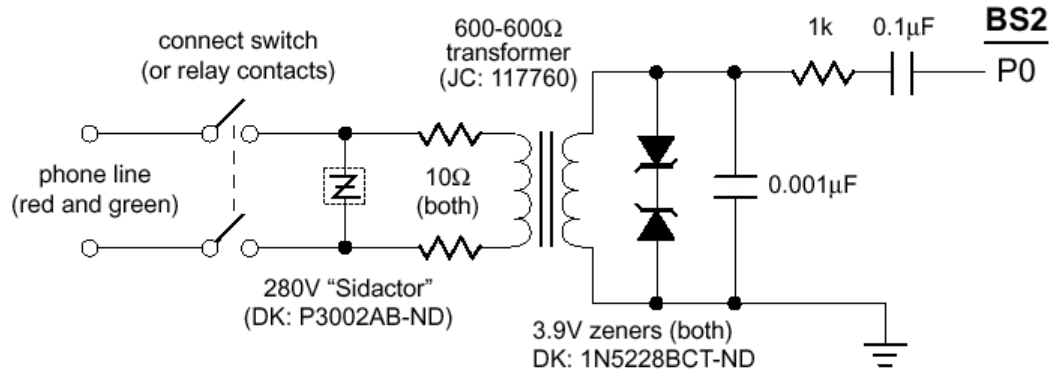 connect switch
(or relay contacts)
600-600Ω
transformer
(JC: 117760)
1k
0.1µF
BS2
P0
phone line
(red and green)
10Ω
(both)
0.001µF
280V “Sidactor”
(DK: P3002AB-ND)
3.9V zeners (both)
DK: 1N5228BCT-ND